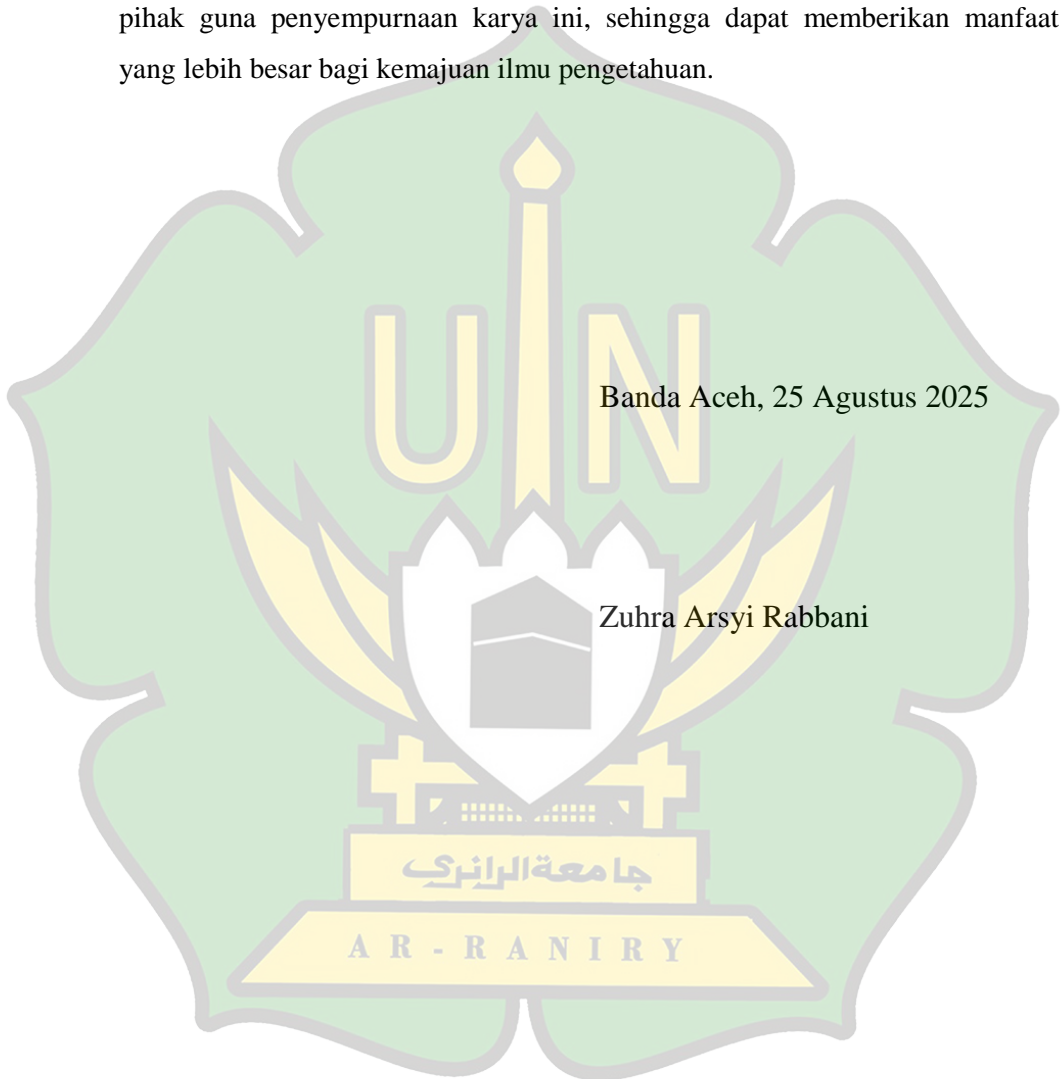 pihak guna penyempurnaan karya ini, sehingga dapat memberikan manfaat
yang lebih besar bagi kemajuan ilmu pengetahuan.
UIN
Banda Aceh, 25 Agustus 2025
Zuhra Arsyi Rabbani
جامعة الرانري
AR-RANIRY